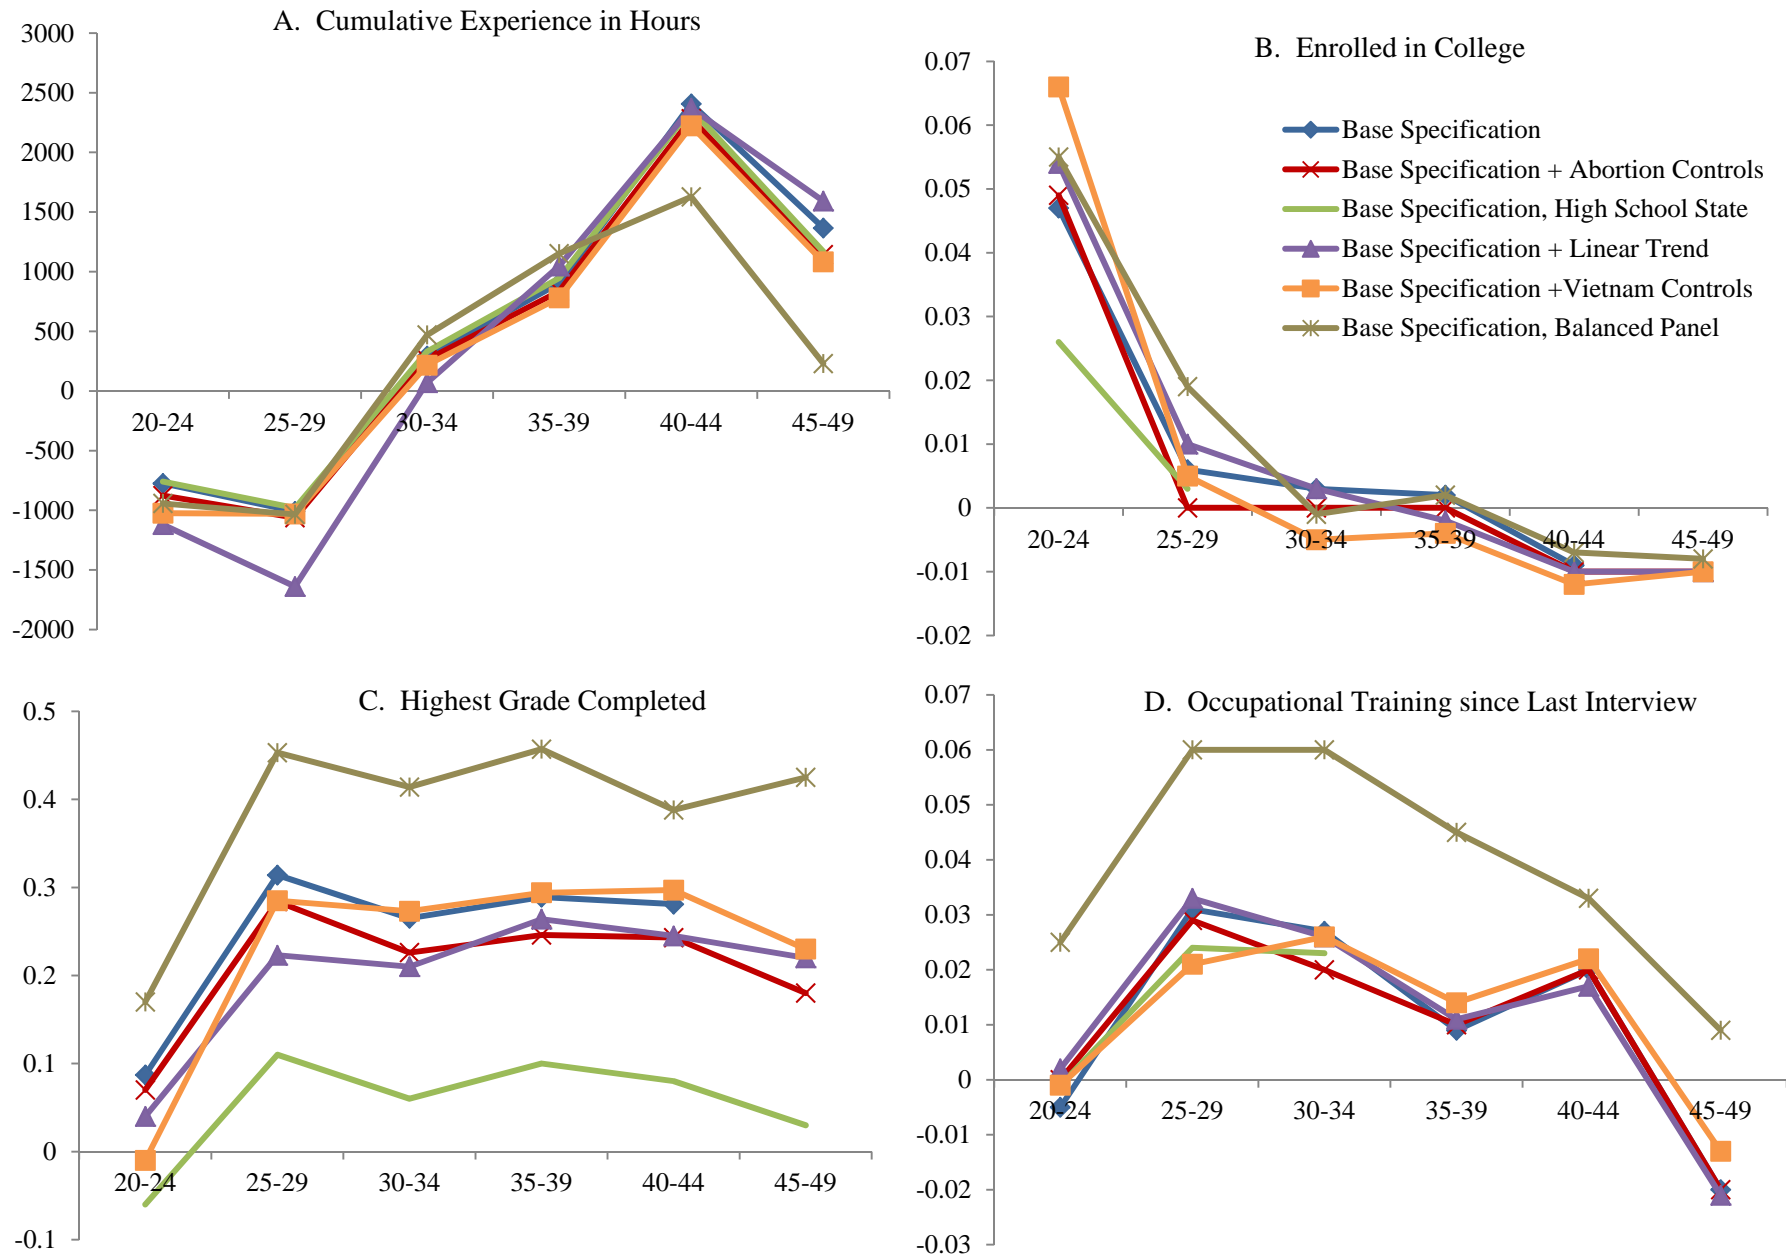 A.  Cumulative Experience in Hours
3000
2500
2000
1500
1000
500
0
-500
-1000
-1500
-2000
20-24 25-29 30-34 35-39 40-44 45-49
B.  Enrolled in College
0.07
0.06
0.05
0.04
0.03
0.02
0.01
0
-0.01
-0.02
20-24 25-29 30-34 35-39 40-44 45-49
Base Specification
Base Specification + Abortion Controls
Base Specification, High School State
Base Specification + Linear Trend
Base Specification +Vietnam Controls
Base Specification, Balanced Panel
C.  Highest Grade Completed
0.5
0.4
0.3
0.2
0.1
0
-0.1
20-24 25-29 30-34 35-39 40-44 45-49
D.  Occupational Training since Last Interview
0.07
0.06
0.05
0.04
0.03
0.02
0.01
0
-0.01
-0.02
-0.03
20-24 25-29 30-34 35-39 40-44 45-49